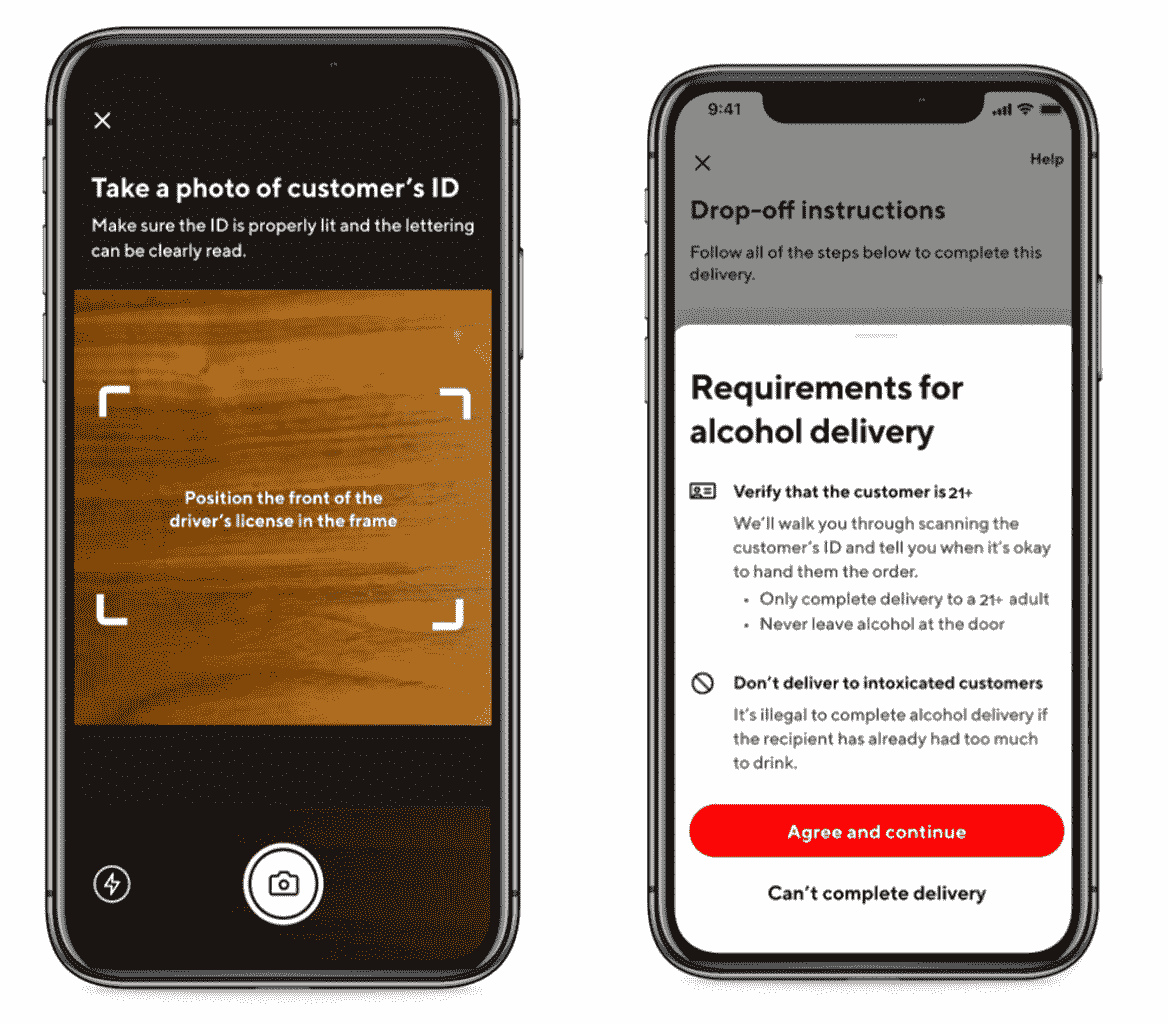 Take a photo of customer's ID
Make sure the ID is properly lit and the lettering
can be clearly read.
Position the front of the
driver's license in the frame
9:41
Help
Drop-off instructions
Follow all of the steps below to complete this
delivery.
Requirements for
alcohol delivery
Verify that the customer is 21+
We'll walk you through scanning the
customer's ID and tell you when it's okay
to hand them the order.
• Only complete delivery to a 21+ adult
• Never leave alcohol at the door
Don't deliver to intoxicated customers
It's illegal to complete alcohol delivery if
the recipient has already had too much
to drink.
Agree and continue
Can't complete delivery